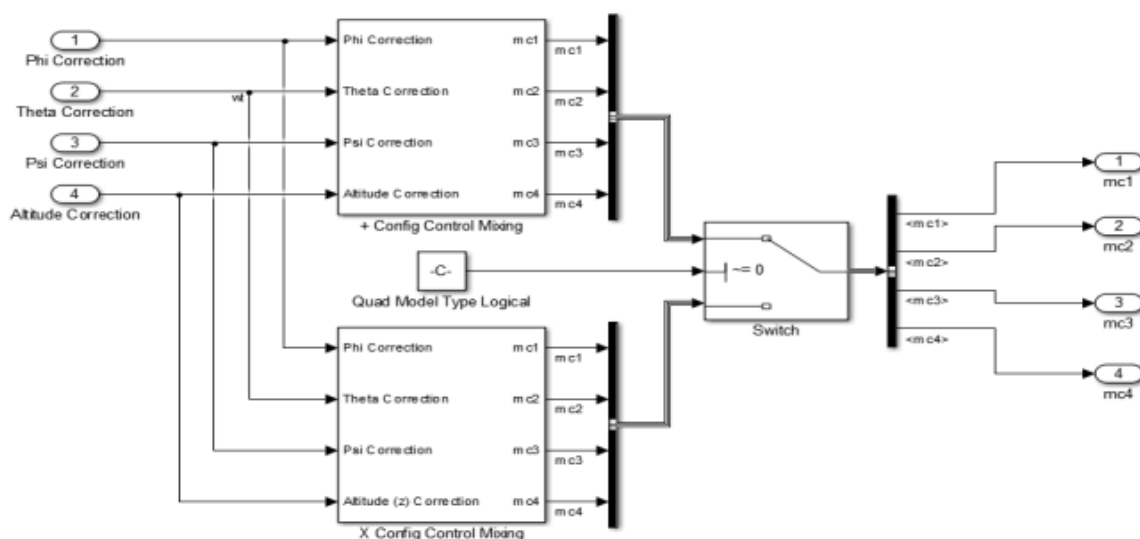 1
Phi Correction
2
Theta Correction
3
Psi Correction
4
Altitude Correction
Phi Correction
Theta Correction
Psi Correction
Altitude Correction
mc1
mc2
mc3
mc4
mc1
mc2
mc3
mc4
+ Config Control Mixing
-C-
Quad Model Type Logical
Phi Correction
Theta Correction
Psi Correction
Altitude (z) Correction
mc1
mc2
mc3
mc4
mc1
mc2
mc3
mc4
X Config Control Mixing
~= 0
Switch
<mc1>
<mc2>
<mc3>
<mc4>
1
mc1
2
mc2
3
mc3
4
mc4